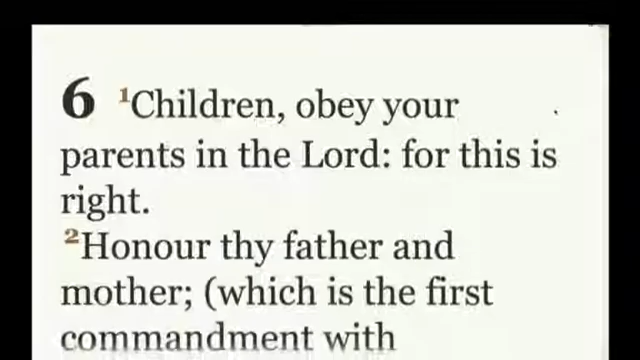 6 1Children, obey your
parents in the Lord: for this is
right.
2Honour thy father and
mother; (which is the first
commandment with